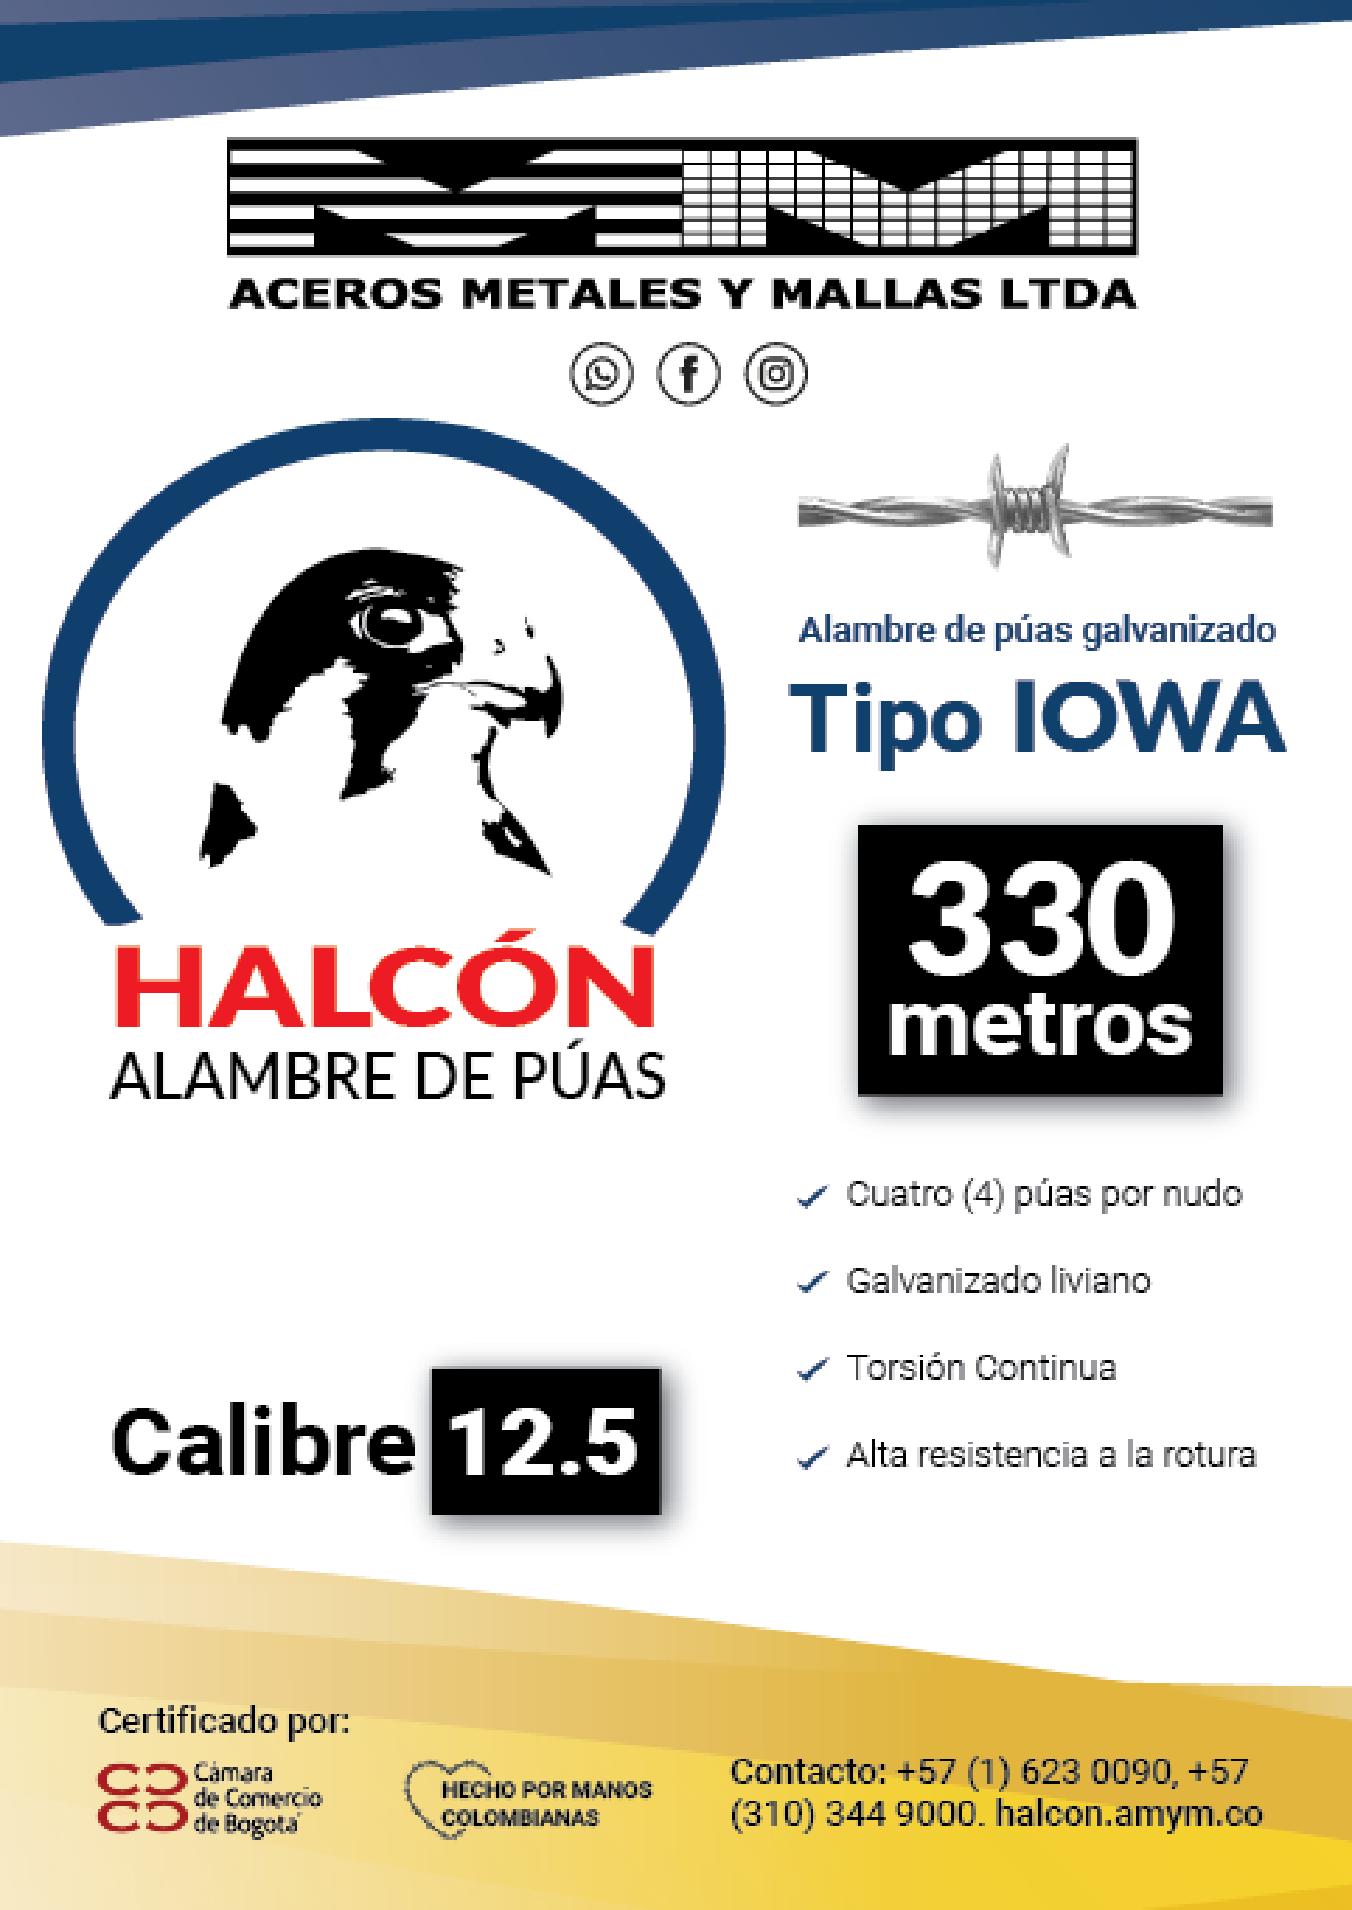 ACEROS METALES Y MALLAS LTDA
Alambre de púas galvanizado
Tipo IOWA
330
metros
HALCÓN
ALAMBRE DE PÚAS
Cuatro (4) púas por nudo
Galvanizado liviano
Torsión Continua
Alta resistencia a la rotura
Calibre 12.5
Certificado por:
Cámara
de Comercio
de Bogotá
HECHO POR MANOS
COLOMBIANAS
Contacto: +57 (1) 623 0090, +57
(310) 344 9000. halcon.amym.co